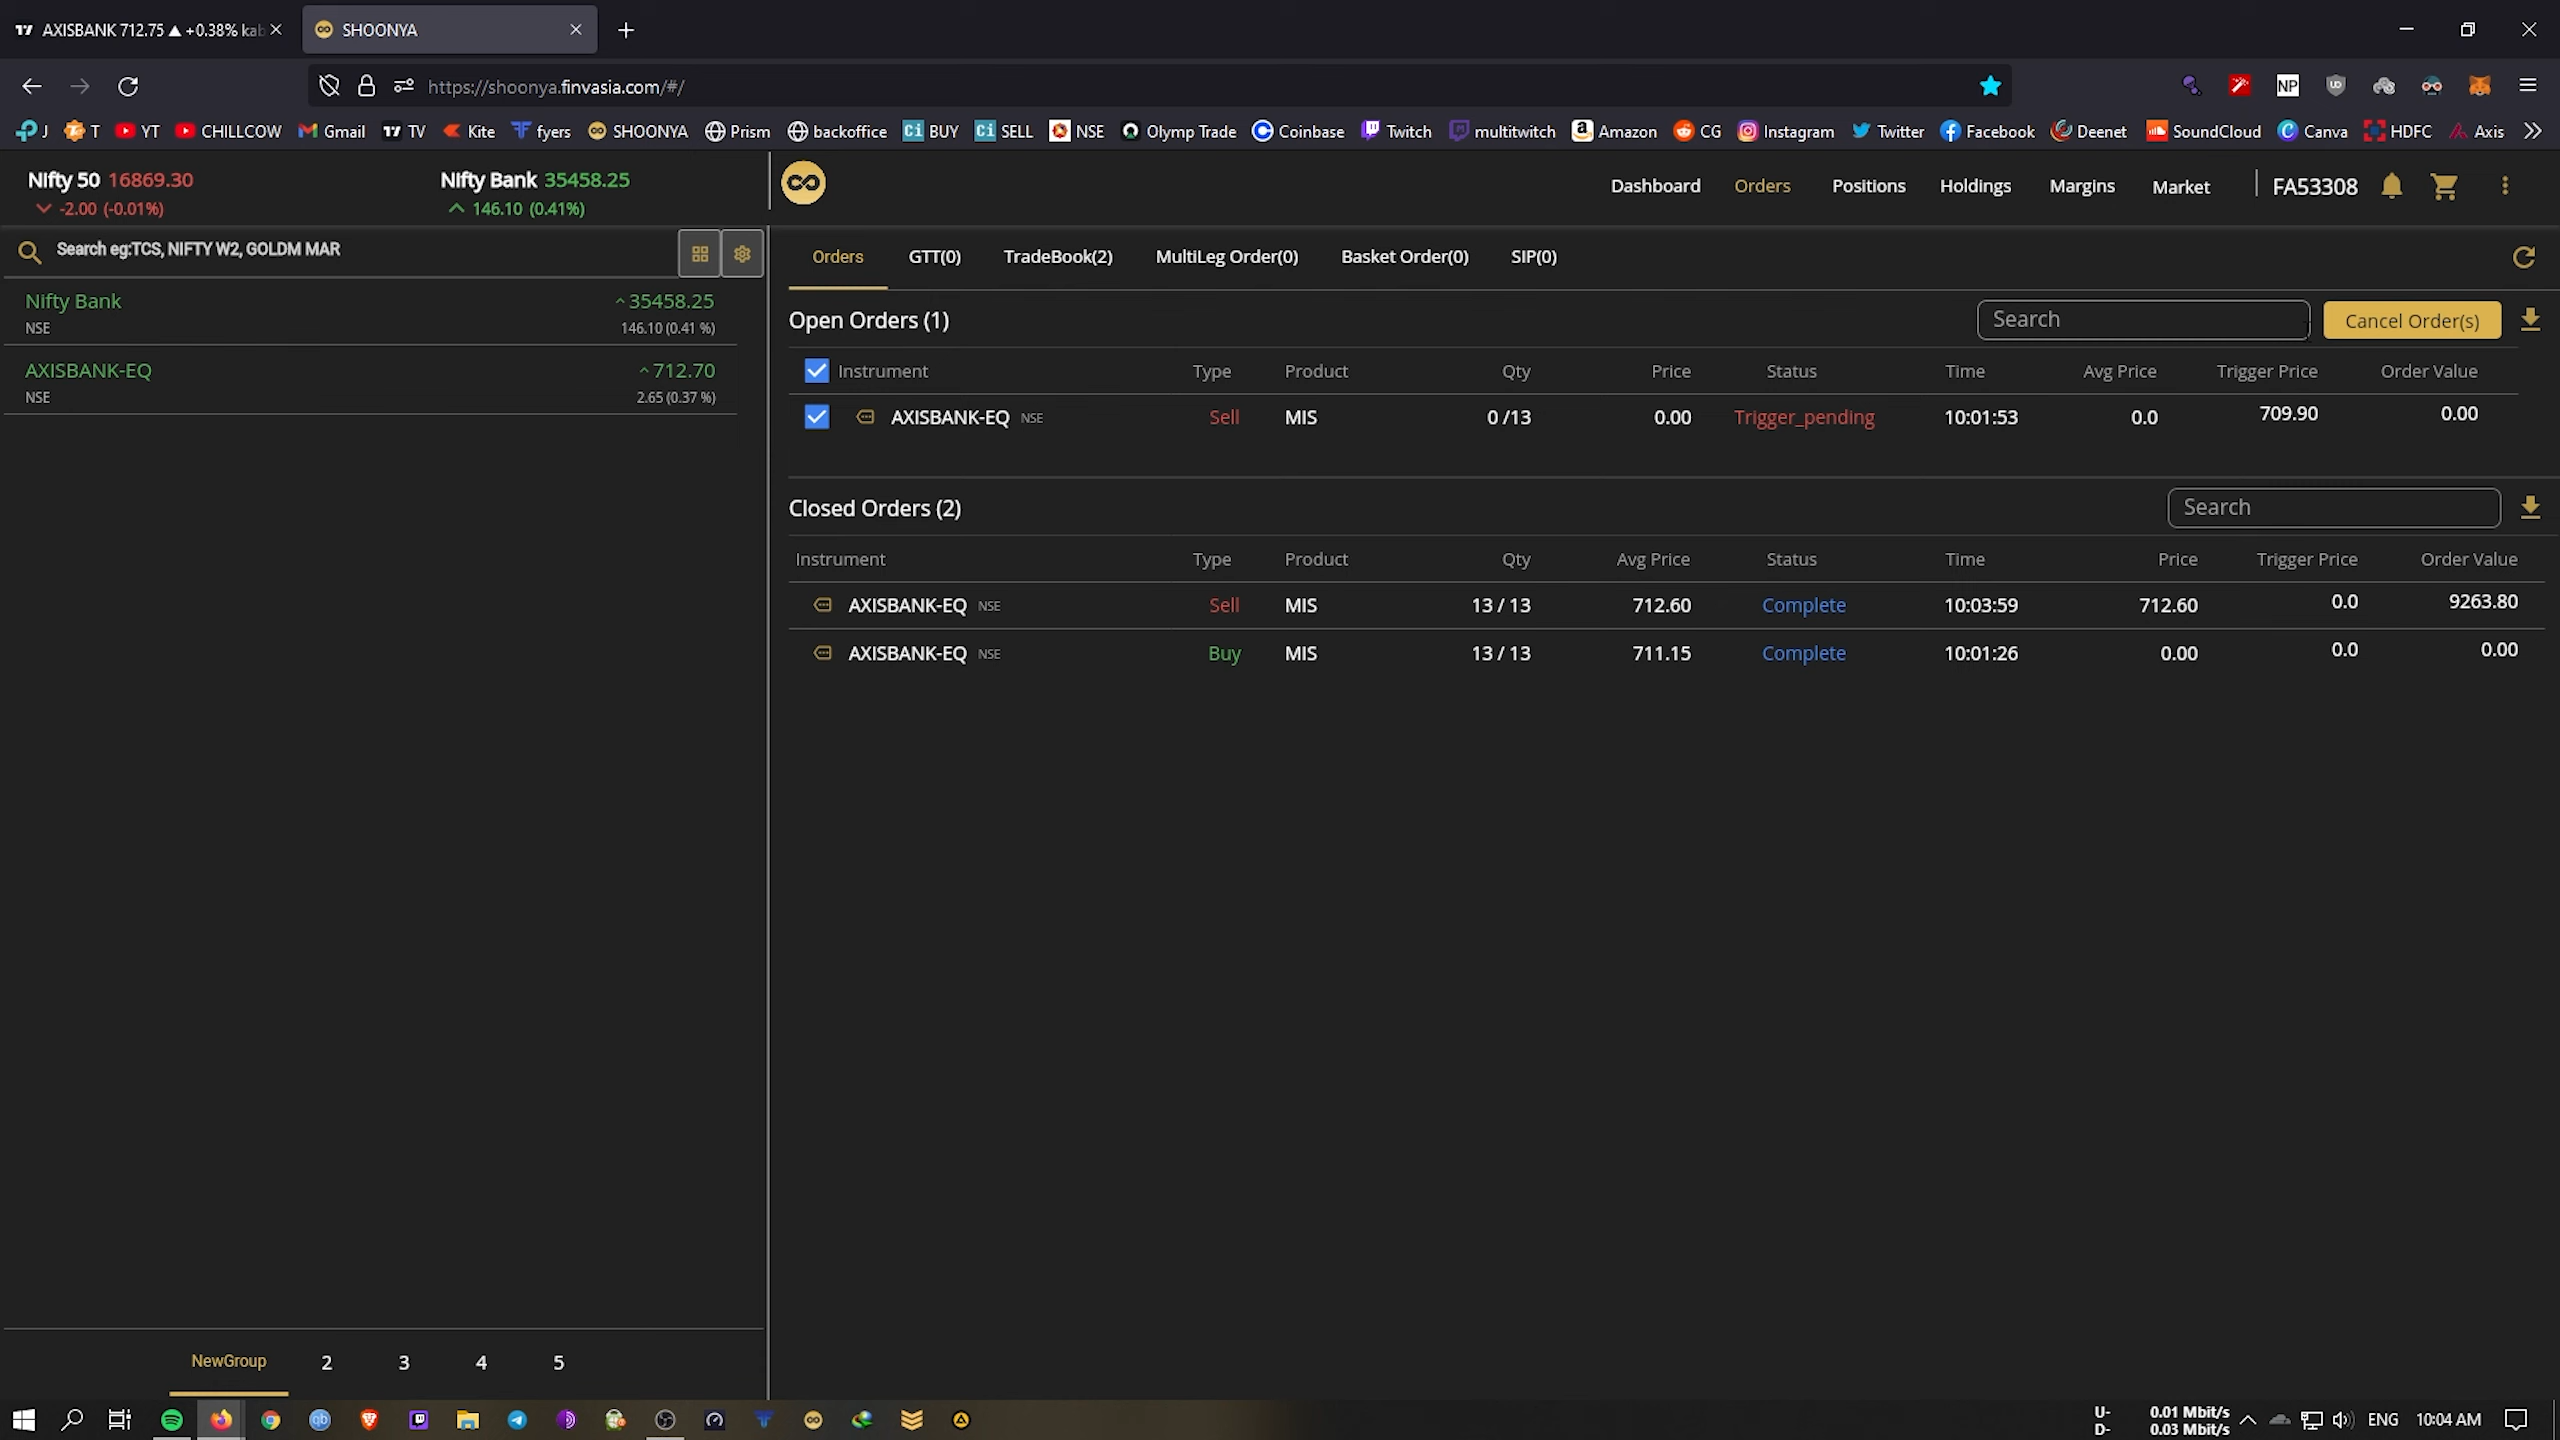 AXISBANK 712.75 ▲ +0.38% kab
SHOONYA
https://shoonya.finvasia.com/#/
NP
J T YT CHILLCOW Gmail TV Kite fyers SHOONYA Prism backoffice BUY SELL NSE Olymp Trade Coinbase Twitch multitwitch Amazon CG Instagram Twitter Facebook Deenet SoundCloud Canva HDFC Axis
Nifty 50 16869.30
-2.00 (-0.01%)
Nifty Bank 35458.25
146.10 (0.41%)
Dashboard Orders Positions Holdings Margins Market FA53308
Search eg:TCS, NIFTY W2, GOLDM MAR
Nifty Bank 35458.25
NSE 146.10 (0.41 %)
AXISBANK-EQ 712.70
NSE 2.65 (0.37 %)
NewGroup 2 3 4 5
Orders GTT(0) TradeBook(2) MultiLeg Order(0) Basket Order(0) SIP(0)
Open Orders (1) Search Cancel Order(s)
Instrument Type Product Qty Price Status Time Avg Price Trigger Price Order Value
AXISBANK-EQ NSE Sell MIS 0 /13 0.00 Trigger_pending 10:01:53 0.0 709.90 0.00
Closed Orders (2) Search
Instrument Type Product Qty Avg Price Status Time Price Trigger Price Order Value
AXISBANK-EQ NSE Sell MIS 13 / 13 712.60 Complete 10:03:59 712.60 0.0 9263.80
AXISBANK-EQ NSE Buy MIS 13 / 13 711.15 Complete 10:01:26 0.00 0.0 0.00
U- 0.01 Mbit/s
D- 0.03 Mbit/s
ENG 10:04 AM